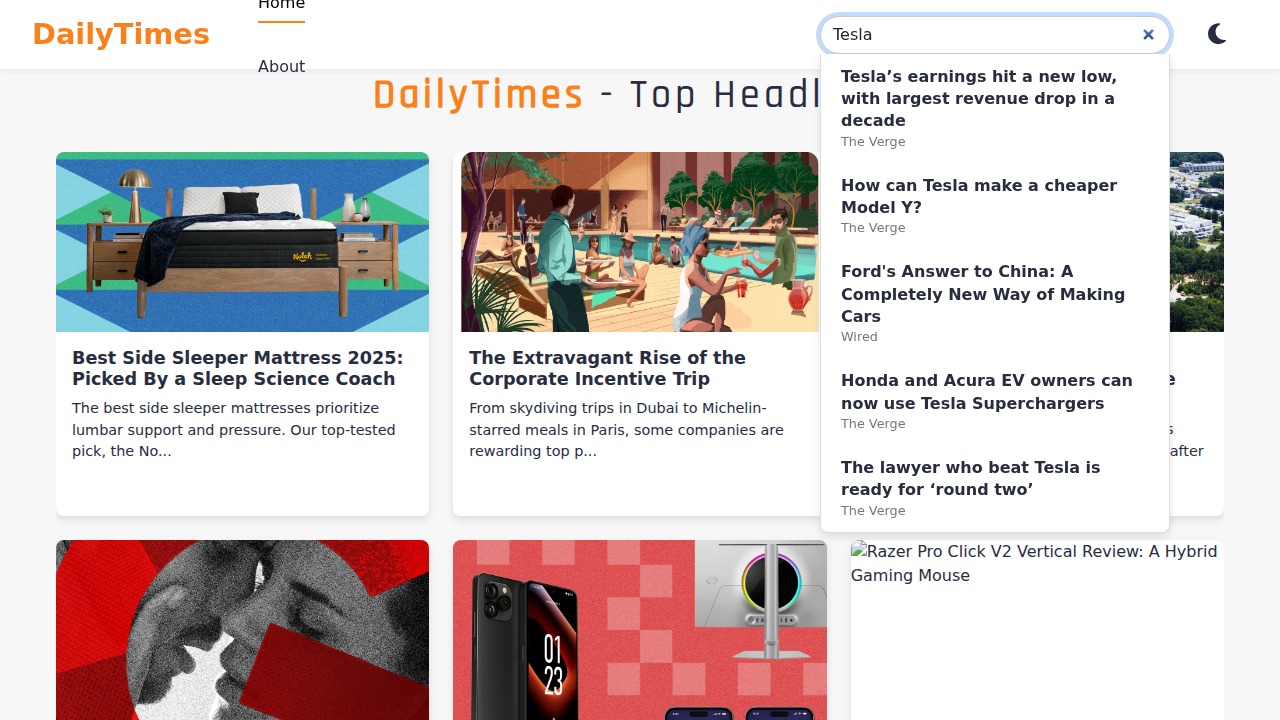 Home
DailyTimes
About
Tesla
DailyTimes - Top Headl
Tesla’s earnings hit a new low,
with largest revenue drop in a
decade
The Verge
How can Tesla make a cheaper
Model Y?
The Verge
Ford's Answer to China: A
Completely New Way of Making
Cars
Wired
Honda and Acura EV owners can
now use Tesla Superchargers
The Verge
The lawyer who beat Tesla is
ready for ‘round two’
The Verge
Nolah
Best Side Sleeper Mattress 2025:
Picked By a Sleep Science Coach
The best side sleeper mattresses prioritize
lumbar support and pressure. Our top-tested
pick, the No...
The Extravagant Rise of the
Corporate Incentive Trip
From skydiving trips in Dubai to Michelin-
starred meals in Paris, some companies are
rewarding top p...
after
01
23
Razer Pro Click V2 Vertical Review: A Hybrid
Gaming Mouse